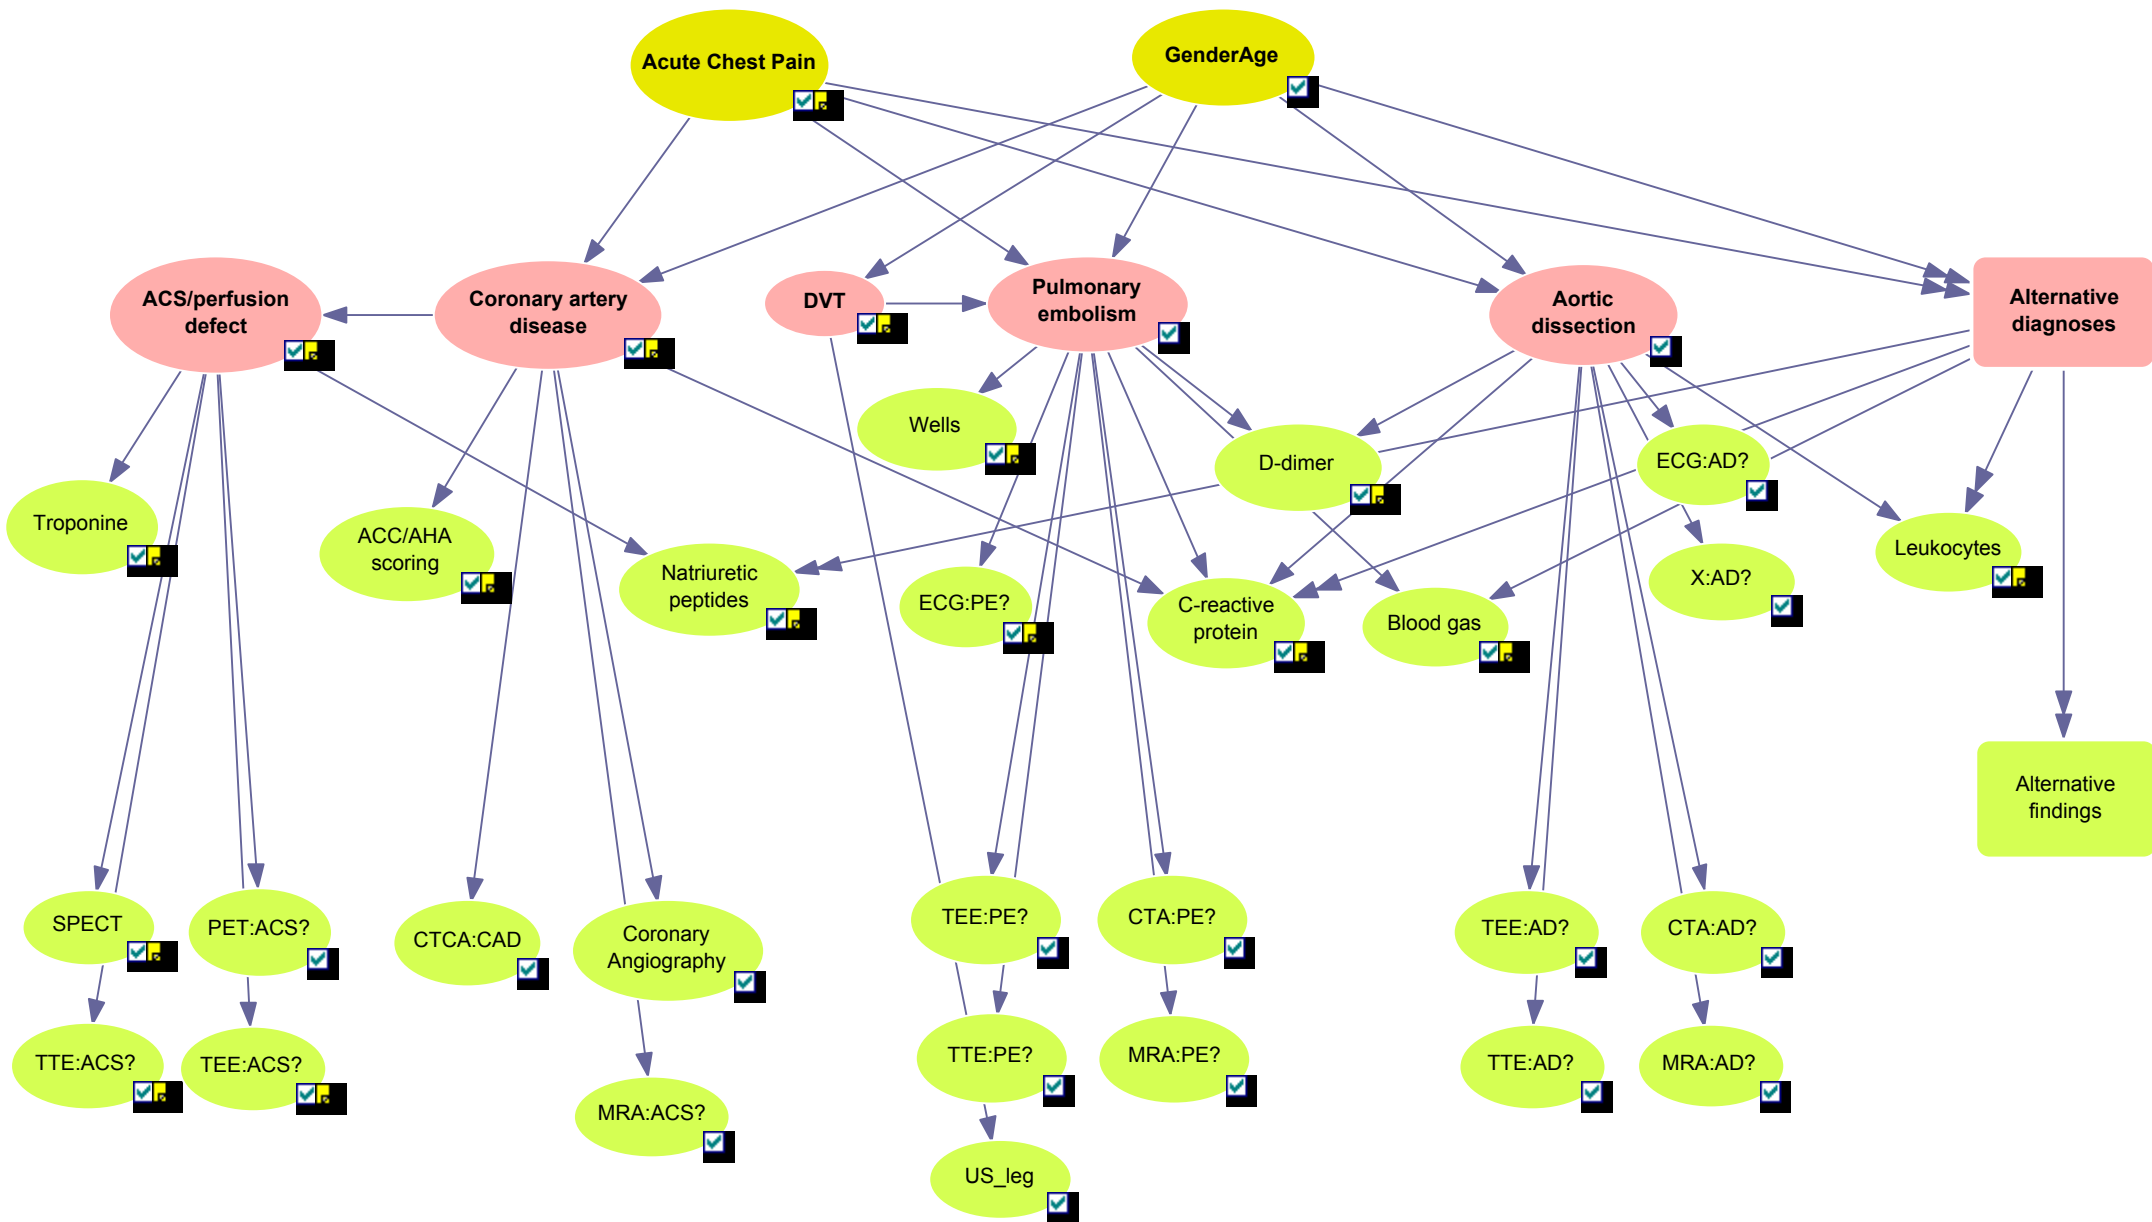 Acute Chest Pain
GenderAge
ACS/perfusion
defect
Coronary artery
disease
DVT
Pulmonary
embolism
Aortic
dissection
Alternative
diagnoses
Wells
D-dimer
ECG:AD?
Troponine
ACC/AHA
scoring
Natriuretic
peptides
ECG:PE?
C-reactive
protein
Blood gas
X:AD?
Leukocytes
Alternative
findings
SPECT
PET:ACS?
CTCA:CAD
Coronary
Angiography
TEE:PE?
CTA:PE?
TEE:AD?
CTA:AD?
TTE:ACS?
TEE:ACS?
MRA:ACS?
TTE:PE?
MRA:PE?
TTE:AD?
MRA:AD?
US_leg